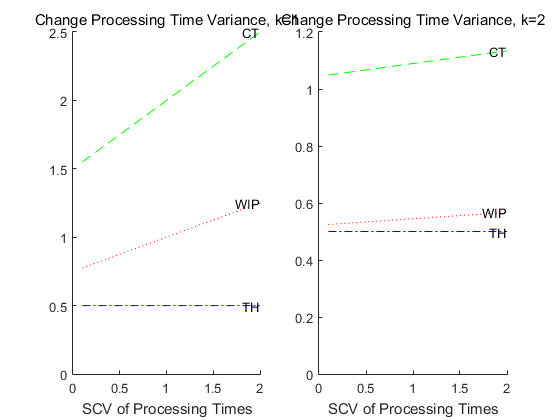 Change Processing Time Variance, k=1
Change Processing Time Variance, k=2
2.5
2
1.5
1
0.5
0
CT
WIP
TH
0
0.5
1
1.5
2
SCV of Processing Times
1.2
1
0.8
0.6
0.4
0.2
0
CT
WIP
TH
0
0.5
1
1.5
2
SCV of Processing Times